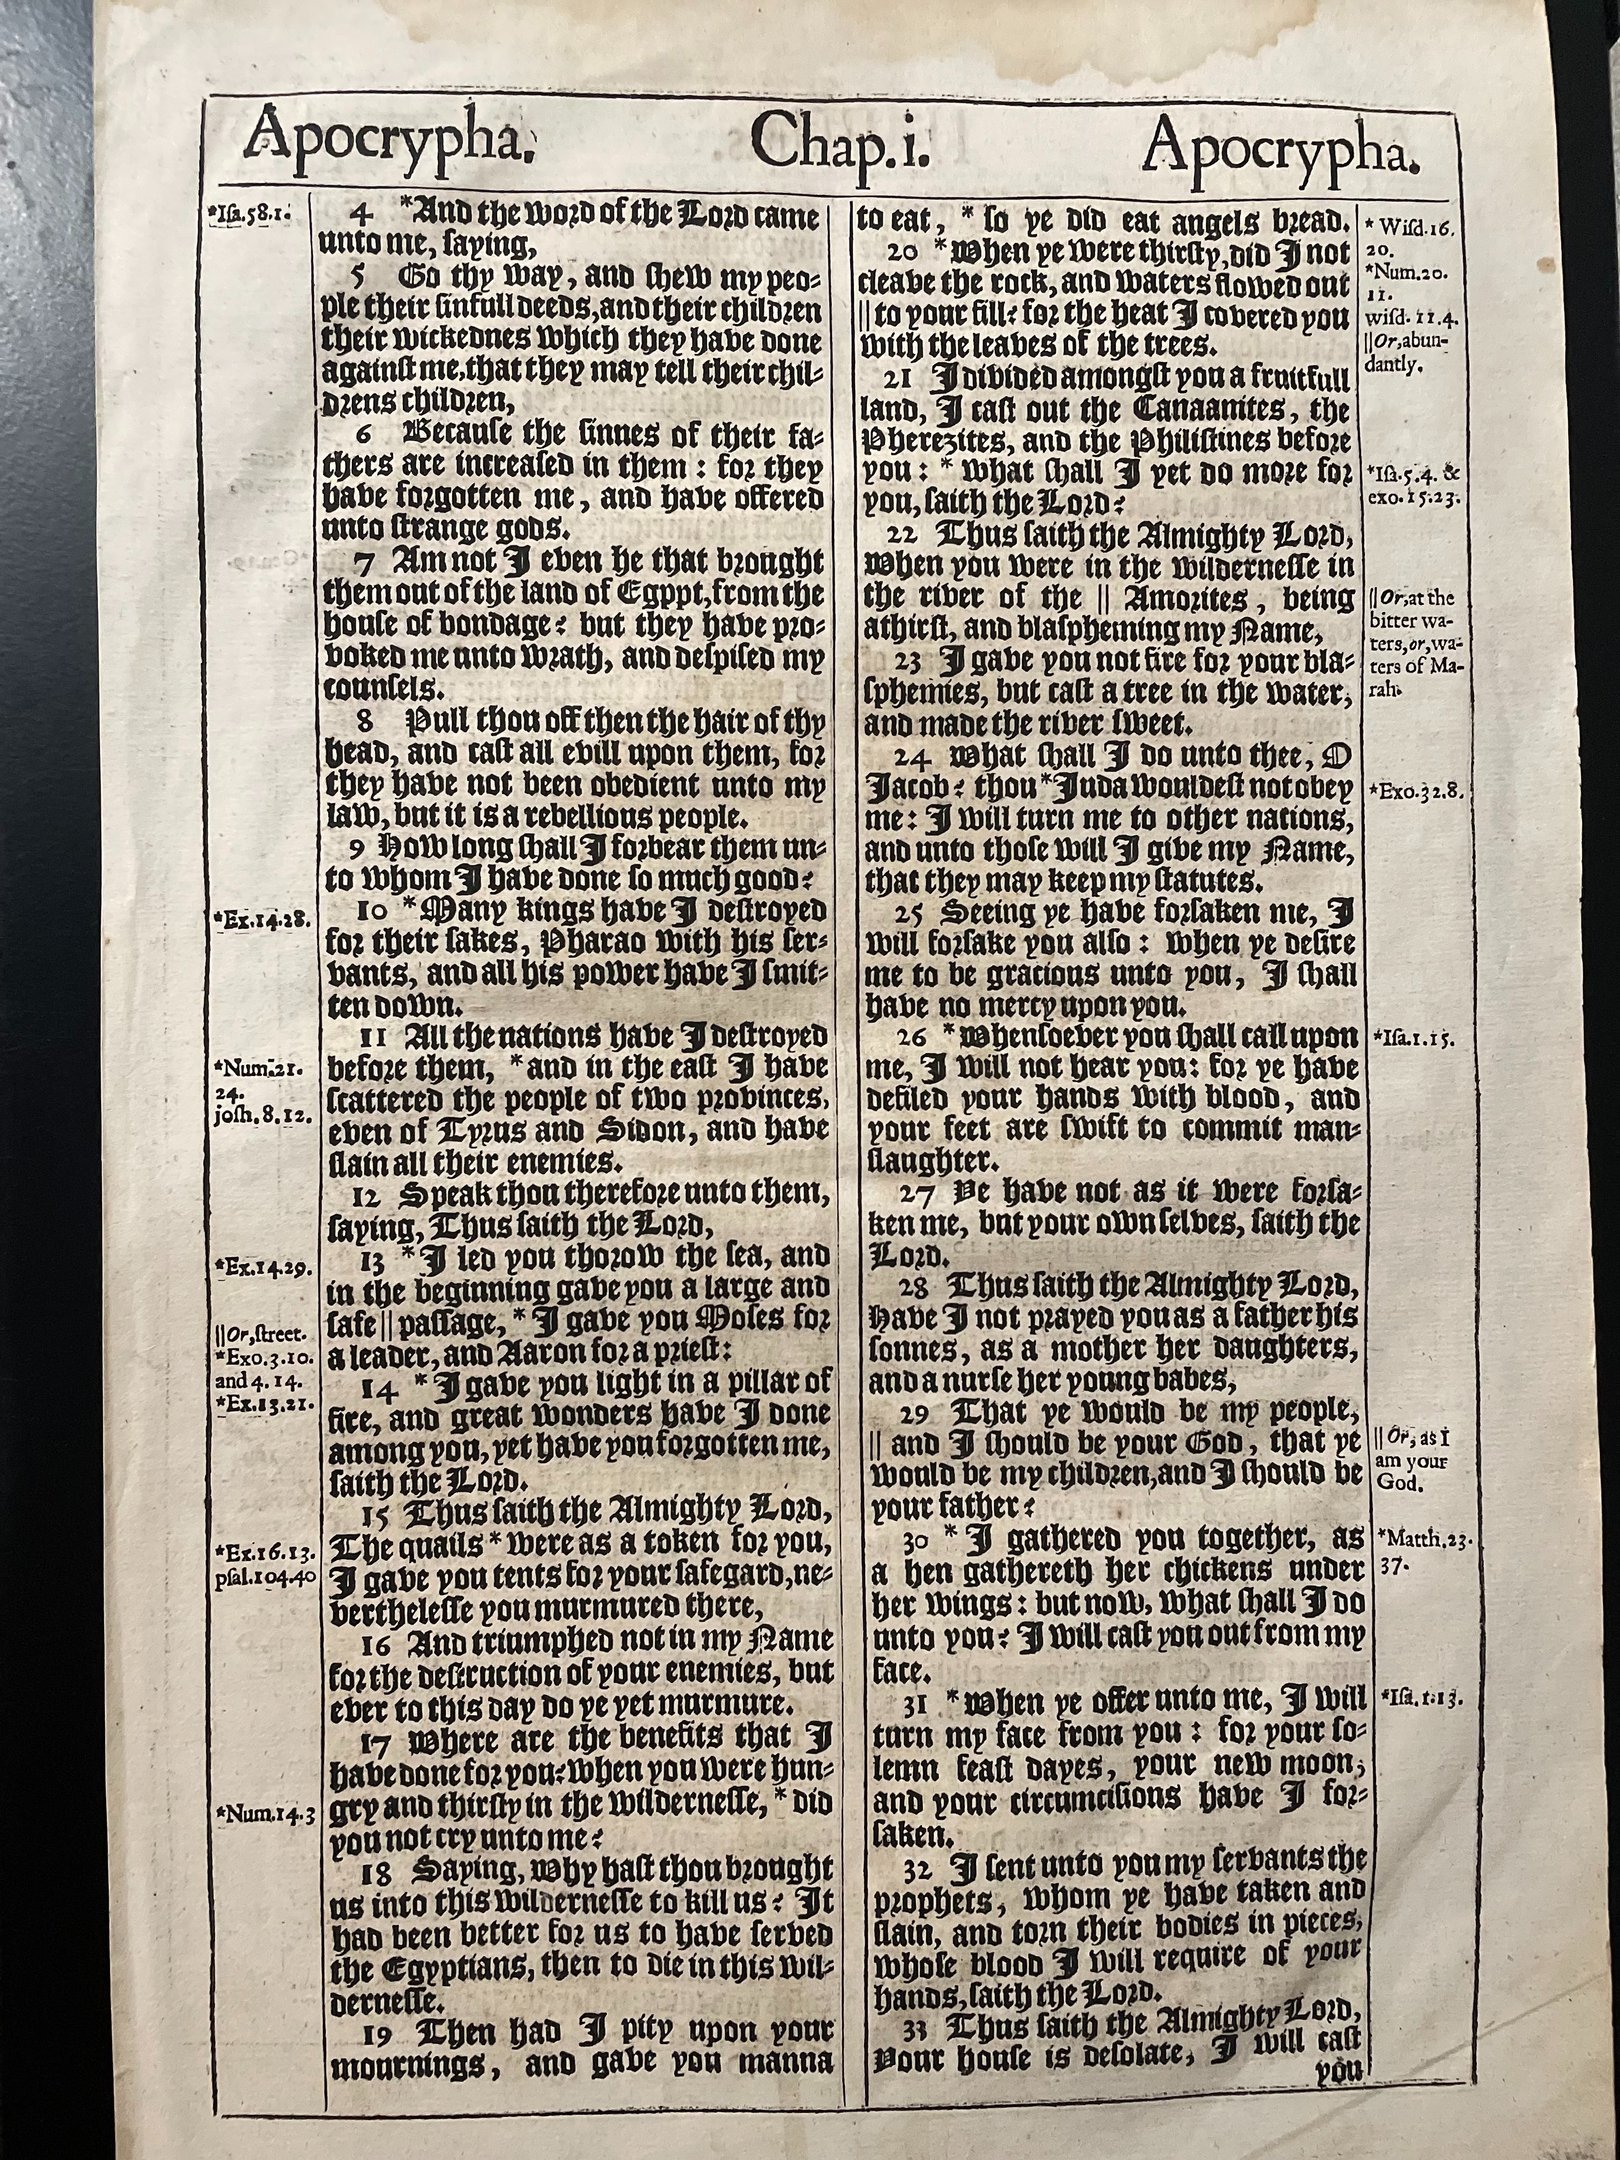 Apocrypha. Chap.i. Apocrypha.
*Iſa.58.1.
4 *And the word of the Lord came
unto me, ſaying,
5 Go thy way, and ſhew my peo-
ple their ſinfull deeds, and their children
their wickednes which they have done
against me, that they may tell their chil-
drens children,
6 Becauſe the ſinnes of their fa-
thers are increaſed in them: for they
have forgotten me, and have offered
unto ſtrange gods.
7 Am not I even he that brought
them out of the land of Egypt, from the
houſe of bondage? but they have pro-
voked me unto wrath, and deſpiſed my
counſels.
8 Pull thou off then the hair of thy
head, and caſt all evill upon them, for
they have not been obedient unto my
law, but it is a rebellious people.
9 How long ſhall I forbear them un-
to whom I have done ſo much good?
*Ex.14.28.
10 *Many kings have I deſtroyed
for their ſakes, Pharao with his ſer-
vants, and all his power have I ſmit-
ten down.
11 All the nations have I deſtroyed
*Num.21.
24.
joſh.8.12.
before them, *and in the eaſt I have
ſcattered the people of two provinces,
even of Tyrus and Sidon, and have
ſlain all their enemies.
12 Speak thou therefore unto them,
ſaying, Thus ſaith the Lord,
*Ex.14.29.
13 *I led you thorow the ſea, and
in the beginning gave you a large and
||Or,ſtreet.
*Exo.3.10.
and 4.14.
ſafe || paſſage, *I gave you Moſes for
a leader, and Aaron for a prieſt:
*Ex.13.21.
14 *I gave you light in a pillar of
fire, and great wonders have I done
among you, yet have you forgotten me,
ſaith the Lord.
15 Thus ſaith the Almighty Lord,
*Ex.16.13.
pſal.104.40
The quails *were as a token for you,
I gave you tents for your ſafegard, ne-
vertheleſſe you murmured there,
16 And triumphed not in my Name
for the deſtruction of your enemies, but
ever to this day do ye yet murmure.
17 Where are the benefits that I
have done for you? when you were hun-
*Num.14.3
gry and thirſty in the wilderneſſe, *did
you not cry unto me?
18 Saying, Why haſt thou brought
us into this wilderneſſe to kill us? It
had been better for us to have ſerved
the Egyptians, then to die in this wil-
derneſſe.
19 Then had I pity upon your
mournings, and gave you manna
to eat, *ſo ye did eat angels bread.
*Wiſd.16.
20.
20 *When ye were thirſty, did I not
*Num.20.
11.
wiſd.11.4.
cleave the rock, and waters flowed out
||Or,abun-
dantly.
|| to your fill? for the heat I covered you
with the leaves of the trees.
21 I divided amongſt you a fruitfull
land, I caſt out the Canaanites, the
Pherezites, and the Philiſtines before
*Iſa.5.4. &
exo.15.23.
you: *what ſhall I yet do more for
you, ſaith the Lord?
22 Thus ſaith the Almighty Lord,
When you were in the wilderneſſe in
||Or,at the
bitter wa-
ters,or,wa-
ters of Ma-
rah.
the river of the || Amorites, being
athirſt, and blaſpheming my Name,
23 I gave you not fire for your bla-
ſphemies, but caſt a tree in the water,
and made the river ſweet.
24 What ſhall I do unto thee, O
*Exo.32.8.
Jacob? thou *Juda wouldeſt not obey
me: I will turn me to other nations,
and unto thoſe will I give my Name,
that they may keep my ſtatutes.
25 Seeing ye have forſaken me, I
will forſake you alſo: when ye deſire
me to be gracious unto you, I ſhall
have no mercy upon you.
*Iſa.1.15.
26 *Whenſoever you ſhall call upon
me, I will not hear you: for ye have
defiled your hands with blood, and
your feet are ſwift to commit man-
ſlaughter.
27 Ye have not as it were forſa-
ken me, but your own ſelves, ſaith the
Lord.
28 Thus ſaith the Almighty Lord,
Have I not prayed you as a father his
ſonnes, as a mother her daughters,
and a nurſe her young babes,
29 That ye would be my people,
||Or, as I
am your
God.
|| and I ſhould be your God, that ye
would be my children, and I ſhould be
your father?
*Matth.23.
37.
30 *I gathered you together, as
a hen gathereth her chickens under
her wings: but now, what ſhall I do
unto you? I will caſt you out from my
face.
*Iſa.1.13.
31 *When ye offer unto me, I will
turn my face from you: for your ſo-
lemn feaſt dayes, your new moon,
and your circumciſions have I for-
ſaken.
32 I ſent unto you my ſervants the
prophets, whom ye have taken and
ſlain, and torn their bodies in pieces,
whoſe blood I will require of your
hands, ſaith the Lord.
33 Thus ſaith the Almighty Lord,
Your houſe is deſolate, I will caſt
you